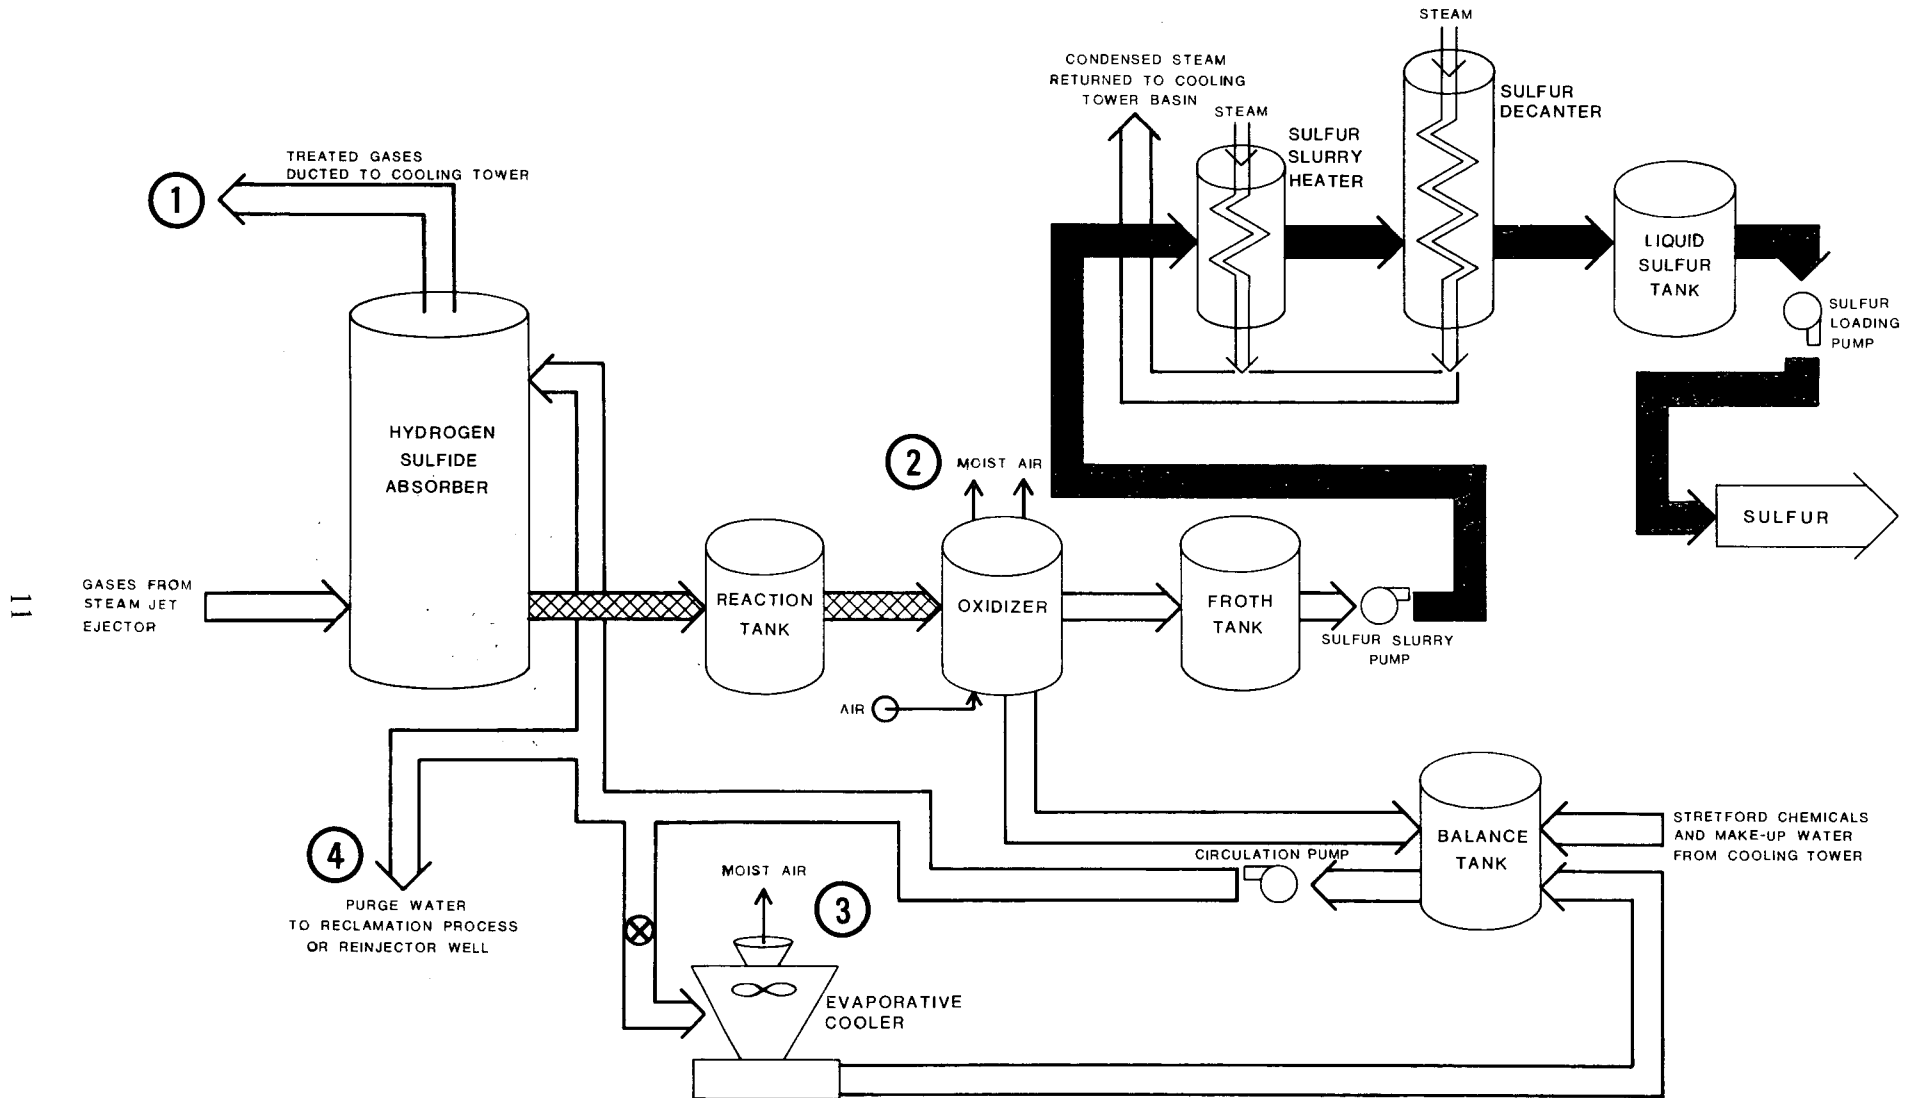 STEAM
CONDENSED STEAM
RETURNED TO COOLING
TOWER BASIN
STEAM
SULFUR
DECANTER
SULFUR
SLURRY
HEATER
TREATED GASES
DUCTED TO COOLING TOWER
1
LIQUID
SULFUR
TANK
SULFUR
LOADING
PUMP
HYDROGEN
SULFIDE
ABSORBER
2
MOIST AIR
SULFUR
GASES FROM
STEAM JET
EJECTOR
11
REACTION
TANK
OXIDIZER
FROTH
TANK
SULFUR SLURRY
PUMP
AIR
STRETFORD CHEMICALS
AND MAKE-UP WATER
FROM COOLING TOWER
BALANCE
TANK
CIRCULATION PUMP
4
MOIST AIR
3
PURGE WATER
TO RECLAMATION PROCESS
OR REINJECTOR WELL
EVAPORATIVE
COOLER